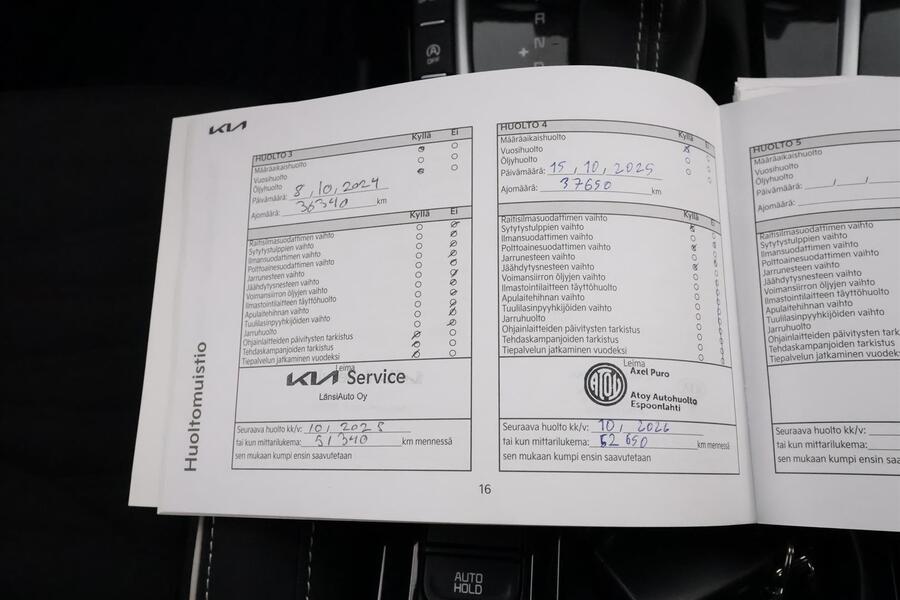 R
N
D
OFF
KIA
Huoltomuistio
HUOLTO 3
Kyllä Ei
Määräaikaishuolto
Vuosihuolto
Öljyhuolto
Päivämäärä: 8, 10, 2024
Ajomäärä: 36340 km
Kyllä Ei
Raitisilmasuodattimen vaihto
Sytytystulppien vaihto
Ilmansuodattimen vaihto
Polttoainesuodattimen vaihto
Jarrunesteen vaihto
Jäähdytysnesteen vaihto
Voimansiirron öljyjen vaihto
Ilmastointilaitteen täyttöhuolto
Apulaitehihnan vaihto
Tuulilasinpyyhkijöiden vaihto
Jarruhuolto
Ohjainlaitteiden päivitysten tarkistus
Tehdaskampanjoiden tarkistus
Tiepalvelun jatkaminen vuodeksi
Leima
KIA Service
LänsiAuto Oy
Seuraava huolto kk/v: 10, 2025
tai kun mittarilukema: 51340 km mennessä
sen mukaan kumpi ensin saavutetaan
HUOLTO 4
Kyllä Ei
Määräaikaishuolto
Vuosihuolto
Öljyhuolto
Päivämäärä: 15, 10, 2025
Ajomäärä: 37650 km
Kyllä Ei
Raitisilmasuodattimen vaihto
Sytytystulppien vaihto
Ilmansuodattimen vaihto
Polttoainesuodattimen vaihto
Jarrunesteen vaihto
Jäähdytysnesteen vaihto
Voimansiirron öljyjen vaihto
Ilmastointilaitteen täyttöhuolto
Apulaitehihnan vaihto
Tuulilasinpyyhkijöiden vaihto
Jarruhuolto
Ohjainlaitteiden päivitysten tarkistus
Tehdaskampanjoiden tarkistus
Tiepalvelun jatkaminen vuodeksi
Leima
ATOY
Axel Puro
Atoy Autohuolto
Espoonlahti
Seuraava huolto kk/v: 10, 2026
tai kun mittarilukema: 52650 km mennessä
sen mukaan kumpi ensin saavutetaan
16
HUOLTO 5
Määräaikaishuolto
Vuosihuolto
Öljyhuolto
Päivämäärä: / /
Ajomäärä:
Raitisilmasuodattimen vaihto
Sytytystulppien vaihto
Ilmansuodattimen vaihto
Polttoainesuodattimen vaihto
Jarrunesteen vaihto
Jäähdytysnesteen vaihto
Voimansiirron öljyjen vaihto
Ilmastointilaitteen täyttöhuolto
Apulaitehihnan vaihto
Tuulilasinpyyhkijöiden vaihto
Jarruhuolto
Ohjainlaitteiden päivitysten tark
Tehdaskampanjoiden tarkistus
Tiepalvelun jatkaminen vuodeksi
Seuraava huolto kk/v:
tai kun mittarilukema:
sen mukaan kumpi ensin saa
AUTO
HOLD